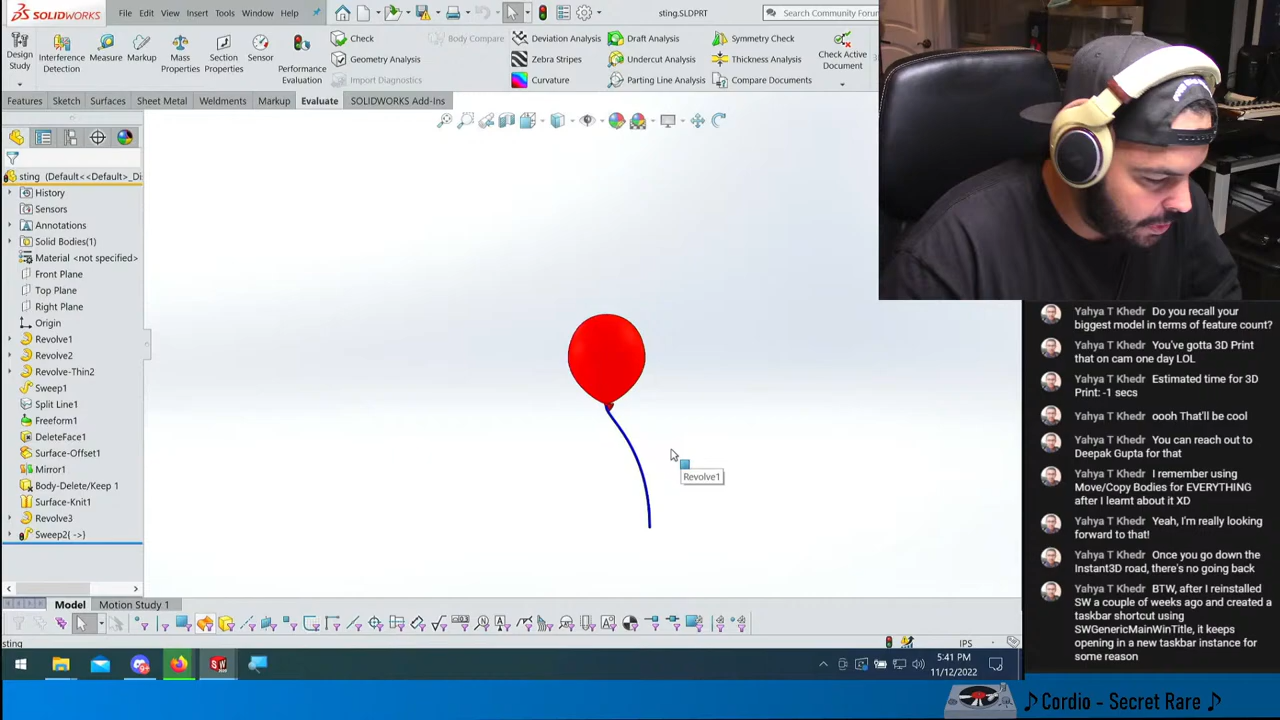 SOLIDWORKS File Edit View Insert Tools Window Help sting.SLDPRT Search Community Forum
Design Study
Interference Detection
Measure
Markup
Mass Properties
Section Properties
Sensor
Performance Evaluation
Check
Geometry Analysis
Import Diagnostics
Body Compare
Deviation Analysis
Zebra Stripes
Curvature
Draft Analysis
Undercut Analysis
Parting Line Analysis
Symmetry Check
Thickness Analysis
Compare Documents
Check Active Document
Features Sketch Surfaces Sheet Metal Weldments Markup Evaluate SOLIDWORKS Add-Ins
sting (Default<<Default>_Di
History
Sensors
Annotations
Solid Bodies(1)
Material <not specified>
Front Plane
Top Plane
Right Plane
Origin
Revolve1
Revolve2
Revolve-Thin2
Sweep1
Split Line1
Freeform1
DeleteFace1
Surface-Offset1
Mirror1
Body-Delete/Keep 1
Surface-Knit1
Revolve3
Sweep2{ ->}
Revolve1
Model Motion Study 1
sting
IPS
5:41 PM
11/12/2022
Yahya T Khedr Do you recall your
biggest model in terms of feature count?
Yahya T Khedr You've gotta 3D Print
that on cam one day LOL
Yahya T Khedr Estimated time for 3D
Print: -1 secs
Yahya T Khedr oooh That'll be cool
Yahya T Khedr You can reach out to
Deepak Gupta for that
Yahya T Khedr I remember using
Move/Copy Bodies for EVERYTHING
after I learnt about it XD
Yahya T Khedr Yeah, I'm really looking
forward to that!
Yahya T Khedr Once you go down the
Instant3D road, there's no going back
Yahya T Khedr BTW, after I reinstalled
SW a couple of weeks ago and created a
taskbar shortcut using
SWGenericMainWinTitle, it keeps
opening in a new taskbar instance for
some reason
♪ Cordio - Secret Rare ♪